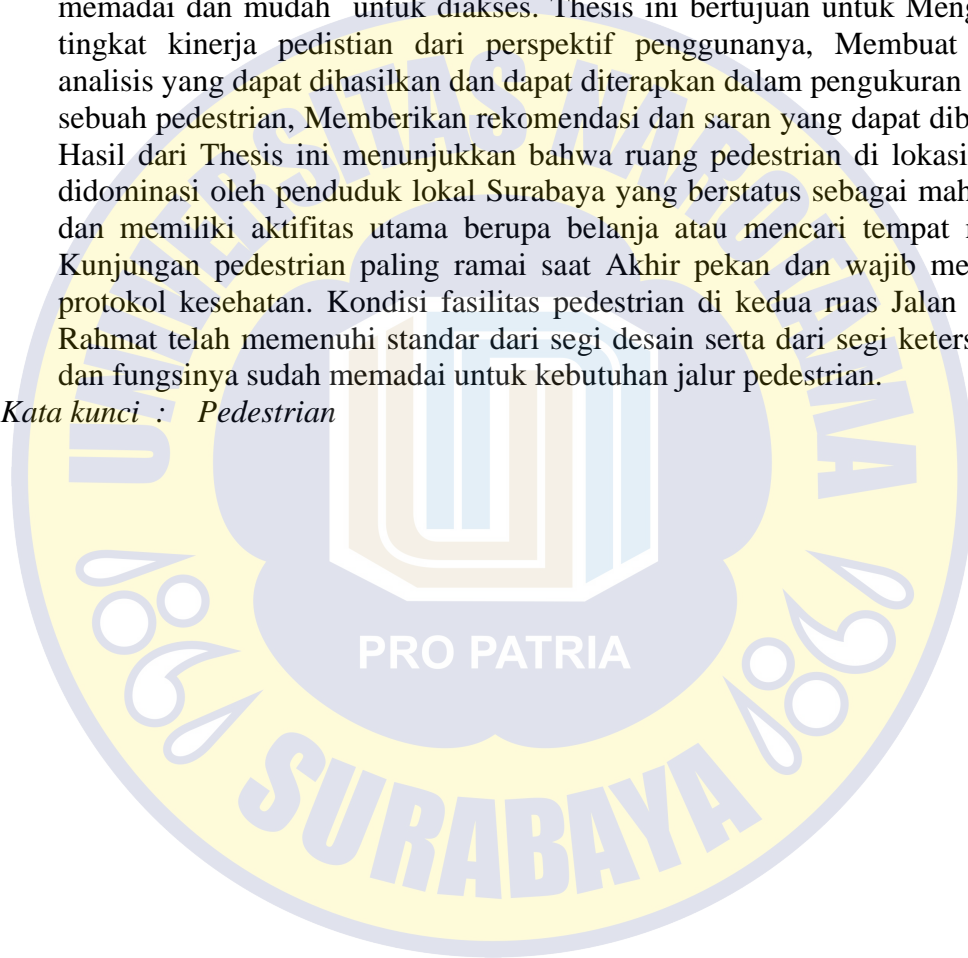 memadai dan mudah untuk diakses. Thesis ini bertujuan untuk
tingkat kinerja pedistian dari perspektif penggunanya, Membuat
analisis yang dapat dihasilkan dan dapat diterapkan dalam pengukuran
sebuah pedestrian, Memberikan rekomendasi dan saran yang dapat
Hasil dari Thesis ini menunjukkan bahwa ruang pedestrian di lokasi
didominasi oleh penduduk lokal Surabaya yang berstatus sebagai
dan memiliki aktifitas utama berupa belanja atau mencari tempat
Kunjungan pedestrian paling ramai saat Akhir pekan dan wajib
protokol kesehatan. Kondisi fasilitas pedestrian di kedua ruas Jalan
Rahmat telah memenuhi standar dari segi desain serta dari segi
dan fungsinya sudah memadai untuk kebutuhan jalur pedestrian.
Kata kunci : Pedestrian
UNIVERSITAS NAROTAMA
PRO PATRIA
SURABAYA